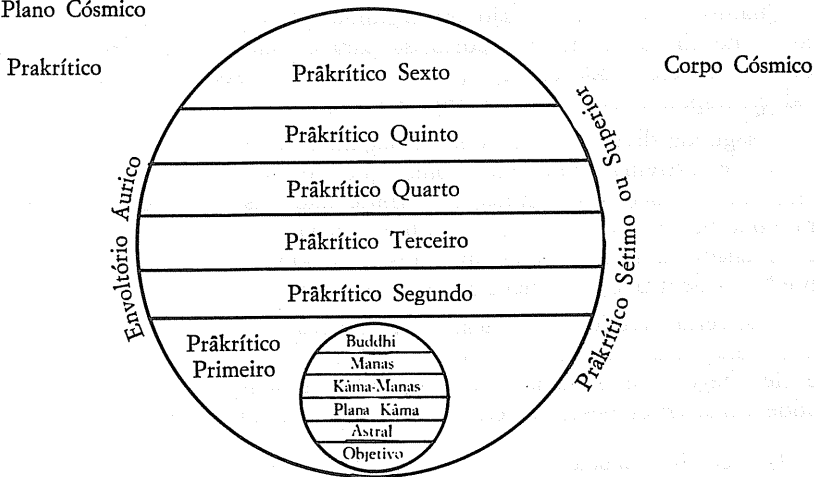 Plano Cósmico
Prakrítico
Corpo Cósmico
Prâkrítico Sexto
Prâkrítico Quinto
Prâkrítico Quarto
Prâkrítico Terceiro
Prâkrítico Segundo
Prâkrítico
Primeiro
Envoltório Áurico
Prâkrítico Sétimo ou Superior
Buddhi
Manas
Kâma-Manas
Plana Kâma
Astral
Objetivo